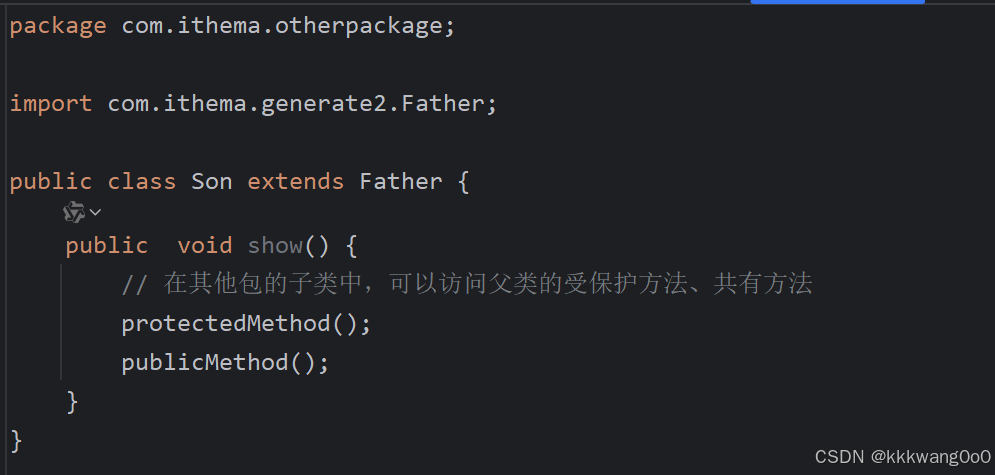 package com.ithema.otherpackage;
import com.ithema.generate2.Father;
public class Son extends Father {
public  void show() {
// 在其他包的子类中，可以访问父类的受保护方法、共有方法
protectedMethod();
publicMethod();
}
}
CSDN @kkkwang0o0